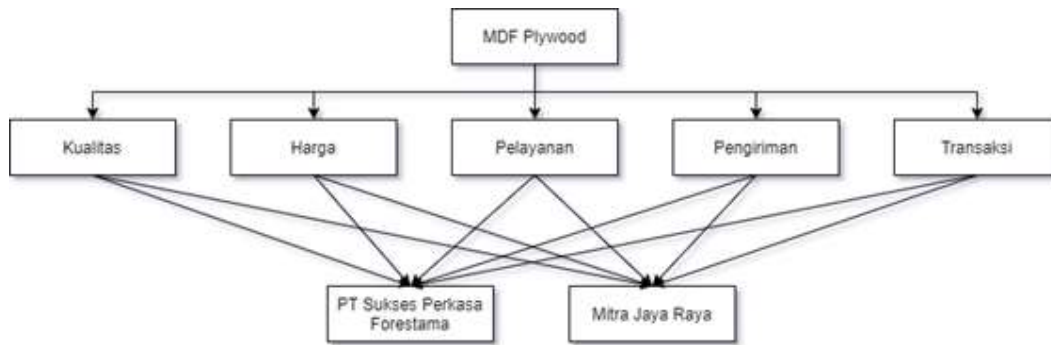 MDF Plywood
Kualitas
Harga
Pelayanan
Pengiriman
Transaksi
PT Sukses Perkasa
Forestama
Mitra Jaya Raya